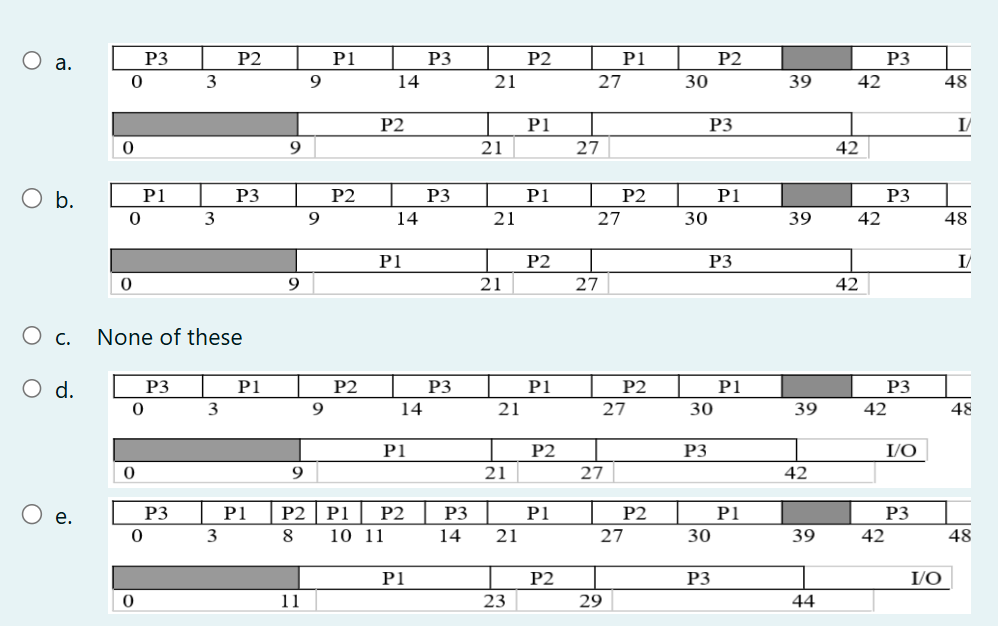 a. P3 P2 P1 P3 P2 P1 P2 P3
0 3 9 14 21 27 30 39 42 48
P2 P1 P3 I/
0 9 21 27 42
b. P1 P3 P2 P3 P1 P2 P1 P3
0 3 9 14 21 27 30 39 42 48
P1 P2 P3 I/
0 9 21 27 42
c. None of these
d. P3 P1 P2 P3 P1 P2 P1 P3
0 3 9 14 21 27 30 39 42 48
P1 P2 P3 I/O
0 9 21 27 42
e. P3 P1 P2 P1 P2 P3 P1 P2 P1 P3
0 3 8 10 11 14 21 27 30 39 42 48
P1 P2 P3 I/O
0 11 23 29 44